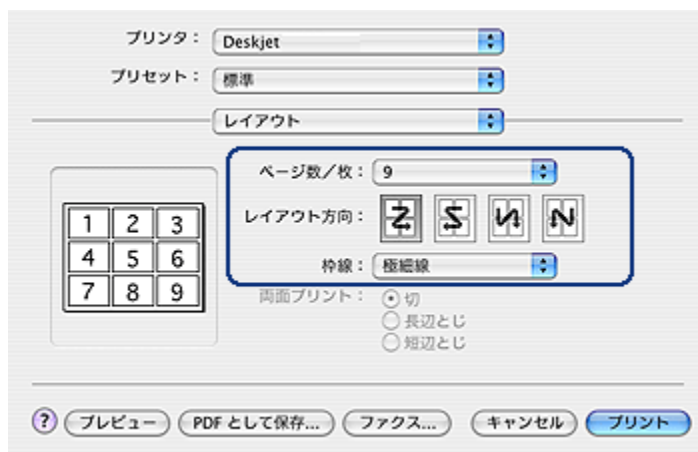 プリンタ： Deskjet
プリセット： 標準
レイアウト
ページ数／枚： 9
レイアウト方向：
枠線： 極細線
両面プリント： 切
長辺とじ
短辺とじ
1 2 3
4 5 6
7 8 9
? プレビュー PDF として保存... ファクス... キャンセル プリント